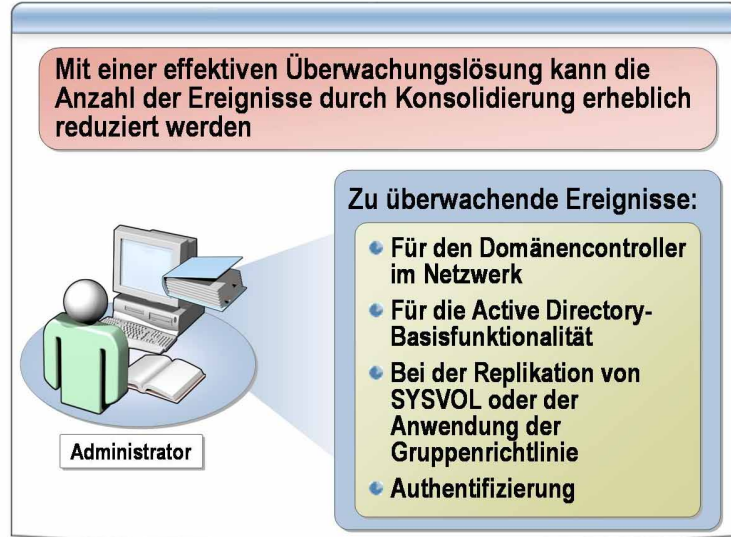 Mit einer effektiven Überwachungslösung kann die
Anzahl der Ereignisse durch Konsolidierung erheblich
reduziert werden
Zu überwachende Ereignisse:
Für den Domänencontroller
im Netzwerk
Für die Active Directory-
Basisfunktionalität
Bei der Replikation von
SYSVOL oder der
Anwendung der
Gruppenrichtlinie
Authentifizierung
Administrator